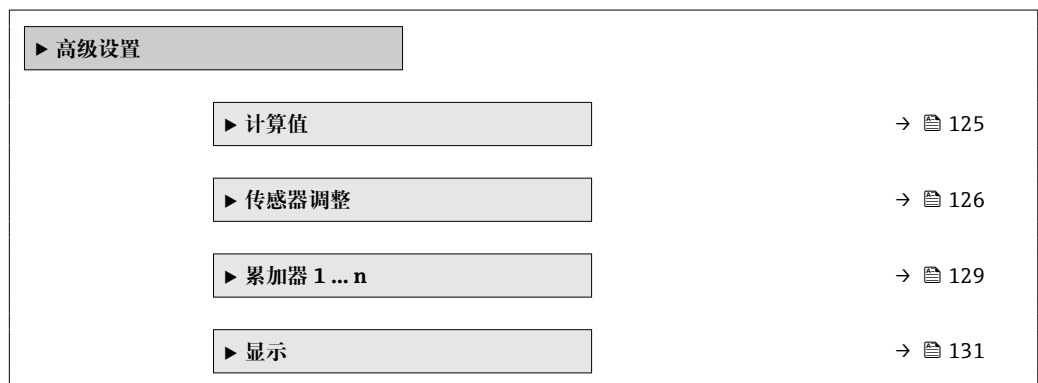 ▶ 高级设置
▶ 计算值 → 125
▶ 传感器调整 → 126
▶ 累加器 1 … n → 129
▶ 显示 → 131